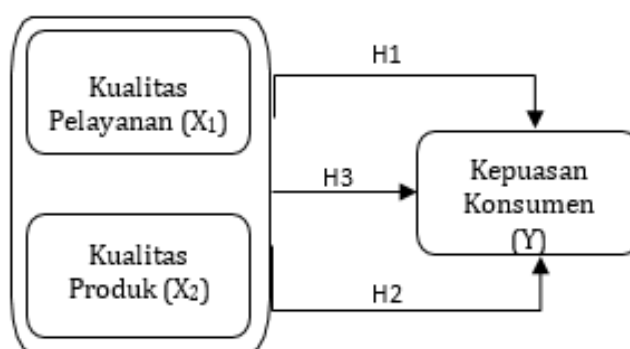 H1
Kualitas
Pelayanan (X₁)
H3
Kepuasan
Konsumen
(Y)
Kualitas
Produk (X₂)
H2